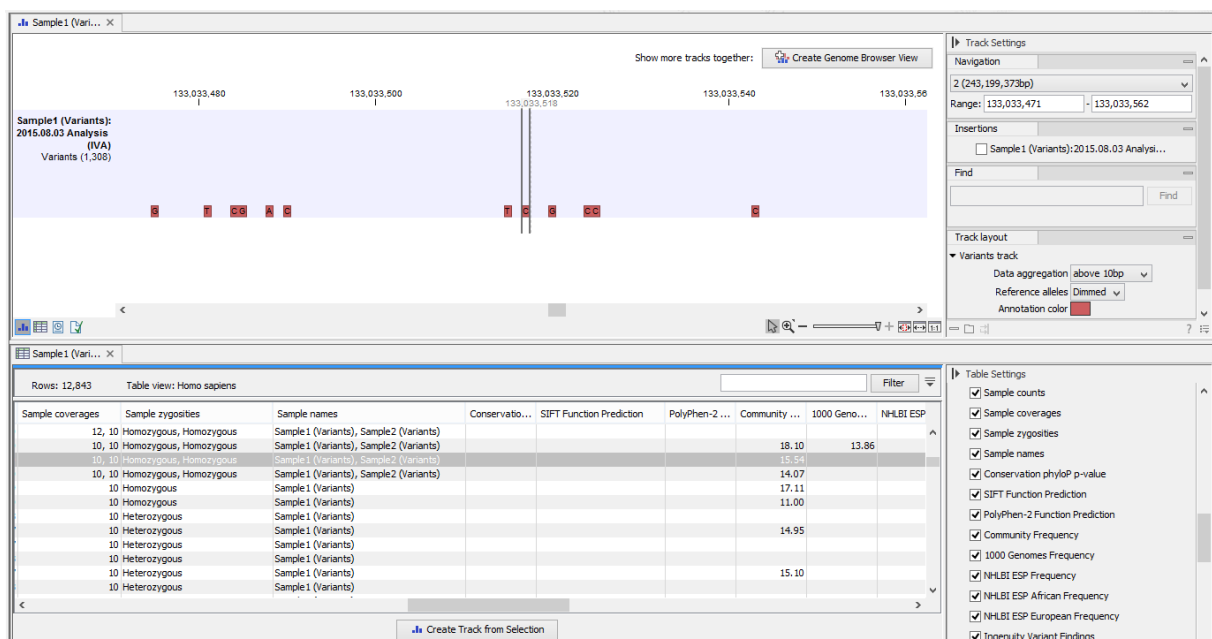 Sample1 (Vari... ×
Show more tracks together: Create Genome Browser View
133,033,480 133,033,500 133,033,520 133,033,540 133,033,56
133,033,518
Sample1 (Variants):
2015.08.03 Analysis
(IVA)
Variants (1,308)
G T C G A C T C G C C C
Track Settings
Navigation
2 (243,199,373bp)
Range: 133,033,471 - 133,033,562
Insertions
Sample1 (Variants):2015.08.03 Analysi...
Find
Find
Track layout
Variants track
Data aggregation above 10bp
Reference alleles Dimmed
Annotation color
1:1
?
Sample1 (Vari... ×
Rows: 12,843 Table view: Homo sapiens Filter
Sample coverages Sample zygosities Sample names Conservatio... SIFT Function Prediction PolyPhen-2 ... Community ... 1000 Geno... NHLBI ESP
12, 10 Homozygous, Homozygous Sample1 (Variants), Sample2 (Variants)
10, 10 Homozygous, Homozygous Sample1 (Variants), Sample2 (Variants) 18.10 13.86
10, 10 Homozygous, Homozygous Sample1 (Variants), Sample2 (Variants) 15.54
10, 10 Homozygous, Homozygous Sample1 (Variants), Sample2 (Variants) 14.07
10 Homozygous Sample1 (Variants) 17.11
10 Homozygous Sample1 (Variants) 11.00
10 Heterozygous Sample1 (Variants)
10 Heterozygous Sample1 (Variants) 14.95
10 Heterozygous Sample1 (Variants)
10 Heterozygous Sample1 (Variants)
10 Heterozygous Sample1 (Variants) 15.10
10 Heterozygous Sample1 (Variants)
Create Track from Selection
Table Settings
Sample counts
Sample coverages
Sample zygosities
Sample names
Conservation phyloP p-value
SIFT Function Prediction
PolyPhen-2 Function Prediction
Community Frequency
1000 Genomes Frequency
NHLBI ESP Frequency
NHLBI ESP African Frequency
NHLBI ESP European Frequency
Ingenuity Variant Findings